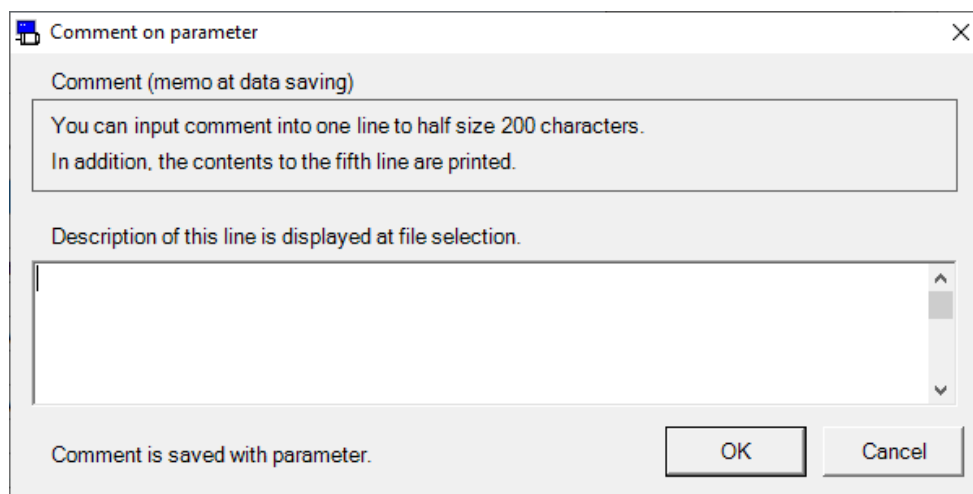 Comment on parameter
Comment (memo at data saving)
You can input comment into one line to half size 200 characters.
In addition, the contents to the fifth line are printed.
Description of this line is displayed at file selection.
Comment is saved with parameter.
OK
Cancel